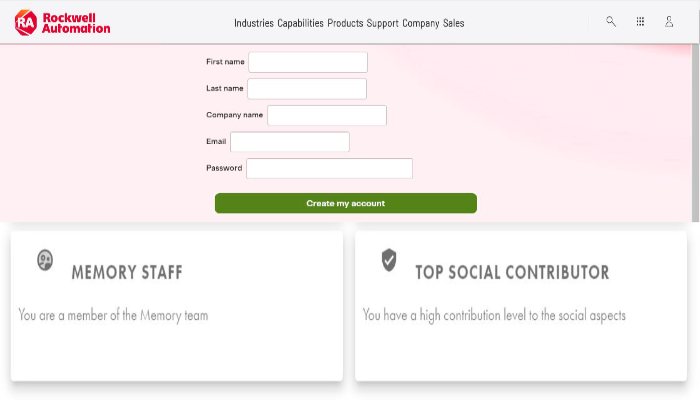 RA Rockwell
Automation
Industries Capabilities Products Support Company Sales
First name
Last name
Company name
Email
Password
Create my account
MEMORY STAFF
You are a member of the Memory team
TOP SOCIAL CONTRIBUTOR
You have a high contribution level to the social aspects